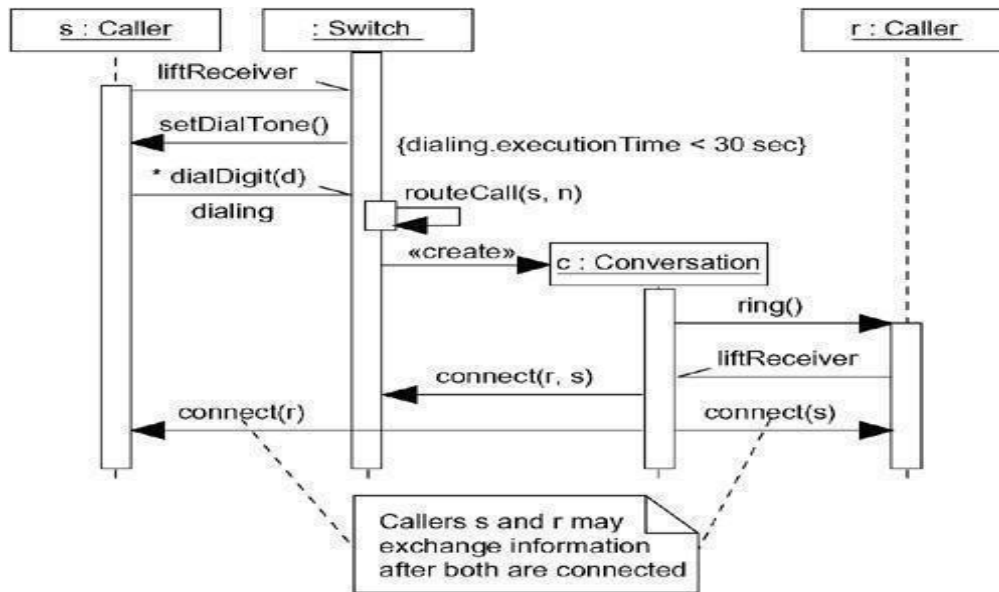 s : Caller
: Switch
r : Caller
liftReceiver
setDialTone()
{dialing.executionTime < 30 sec}
* dialDigit(d)
dialing
routeCall(s, n)
«create»
c : Conversation
ring()
liftReceiver
connect(r, s)
connect(r)
connect(s)
Callers s and r may
exchange information
after both are connected